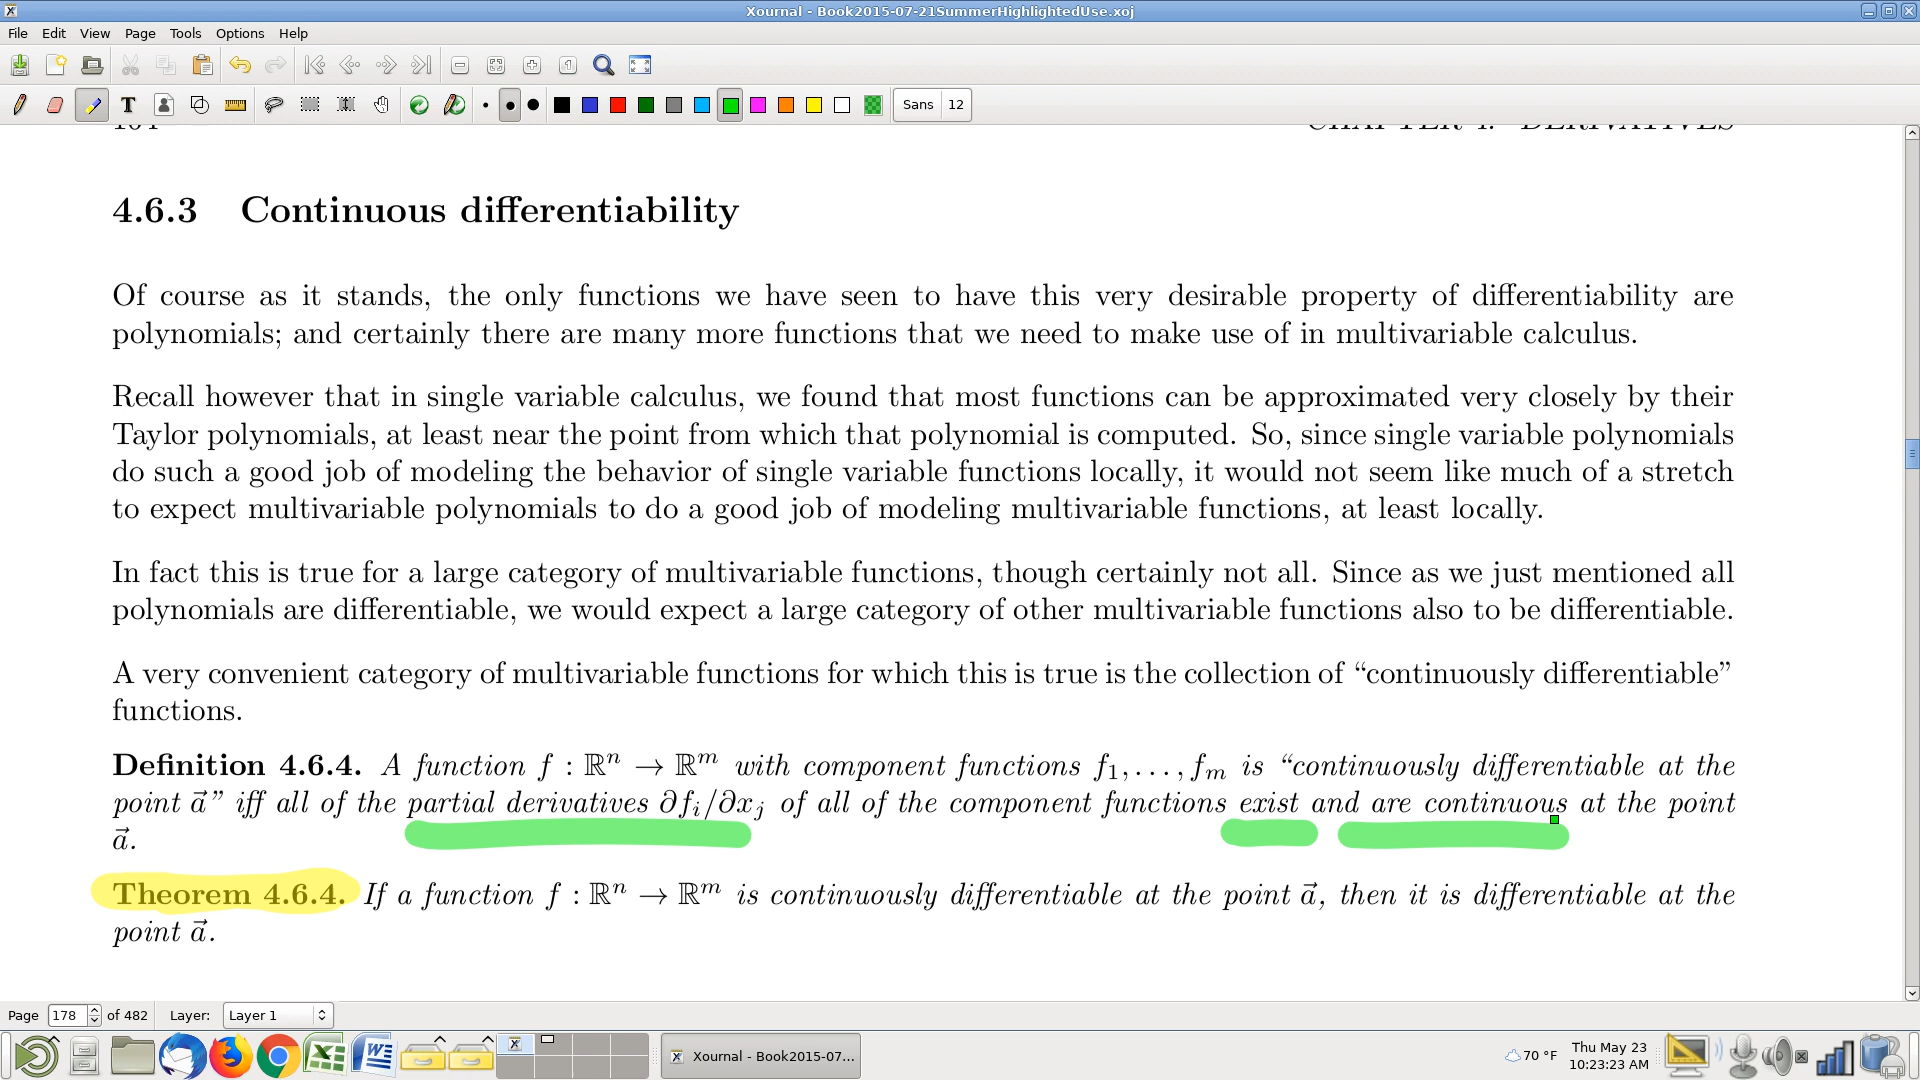 Xournal - Book2015-07-21SummerHighlightedUse.xoj
File Edit View Page Tools Options Help
Sans 12
CHAPTER 4. DERIVATIVES
4.6.3 Continuous differentiability
Of course as it stands, the only functions we have seen to have this very desirable property of differentiability are
polynomials; and certainly there are many more functions that we need to make use of in multivariable calculus.
Recall however that in single variable calculus, we found that most functions can be approximated very closely by their
Taylor polynomials, at least near the point from which that polynomial is computed. So, since single variable polynomials
do such a good job of modeling the behavior of single variable functions locally, it would not seem like much of a stretch
to expect multivariable polynomials to do a good job of modeling multivariable functions, at least locally.
In fact this is true for a large category of multivariable functions, though certainly not all. Since as we just mentioned all
polynomials are differentiable, we would expect a large category of other multivariable functions also to be differentiable.
A very convenient category of multivariable functions for which this is true is the collection of “continuously differentiable”
functions.
Definition 4.6.4. A function f : ℝⁿ → ℝᵐ with component functions f₁, . . . , fₘ is “continuously differentiable at the
point a⃗” iff all of the partial derivatives ∂fᵢ/∂xⱼ of all of the component functions exist and are continuous at the point
a⃗.
Theorem 4.6.4. If a function f : ℝⁿ → ℝᵐ is continuously differentiable at the point a⃗, then it is differentiable at the
point a⃗.
Page 178 of 482 Layer: Layer 1
Xournal - Book2015-07...
70 °F
Thu May 23
10:23:23 AM